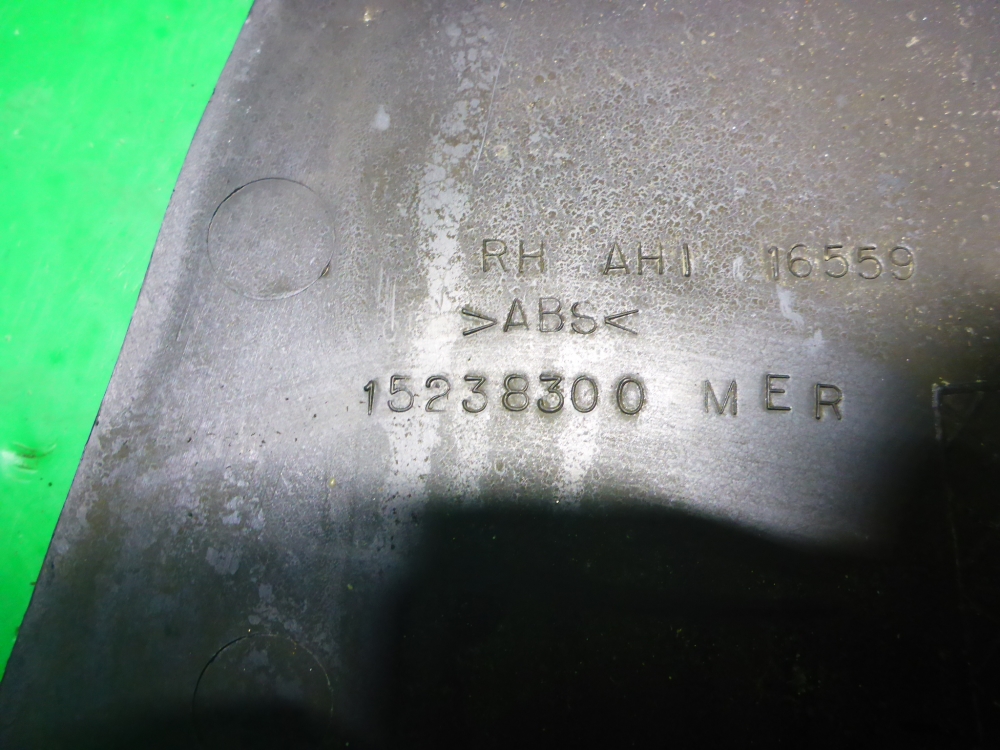 RH AHI 16559
>ABS<
15238300 MER